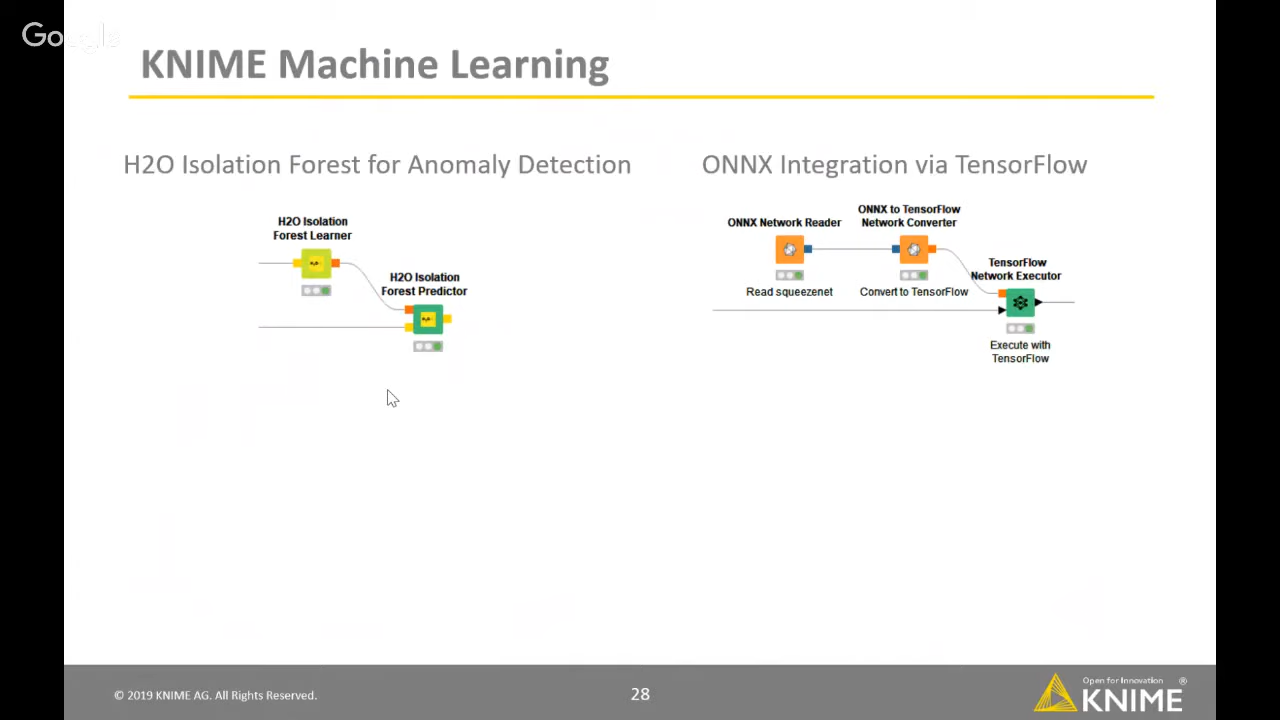 Google
KNIME Machine Learning
H2O Isolation Forest for Anomaly Detection
H2O Isolation
Forest Learner
H2O Isolation
Forest Predictor
ONNX Integration via TensorFlow
ONNX Network Reader
Read squeezenet
ONNX to TensorFlow
Network Converter
Convert to TensorFlow
TensorFlow
Network Executor
Execute with
TensorFlow
© 2019 KNIME AG. All Rights Reserved.
28
Open for Innovation ®
KNIME